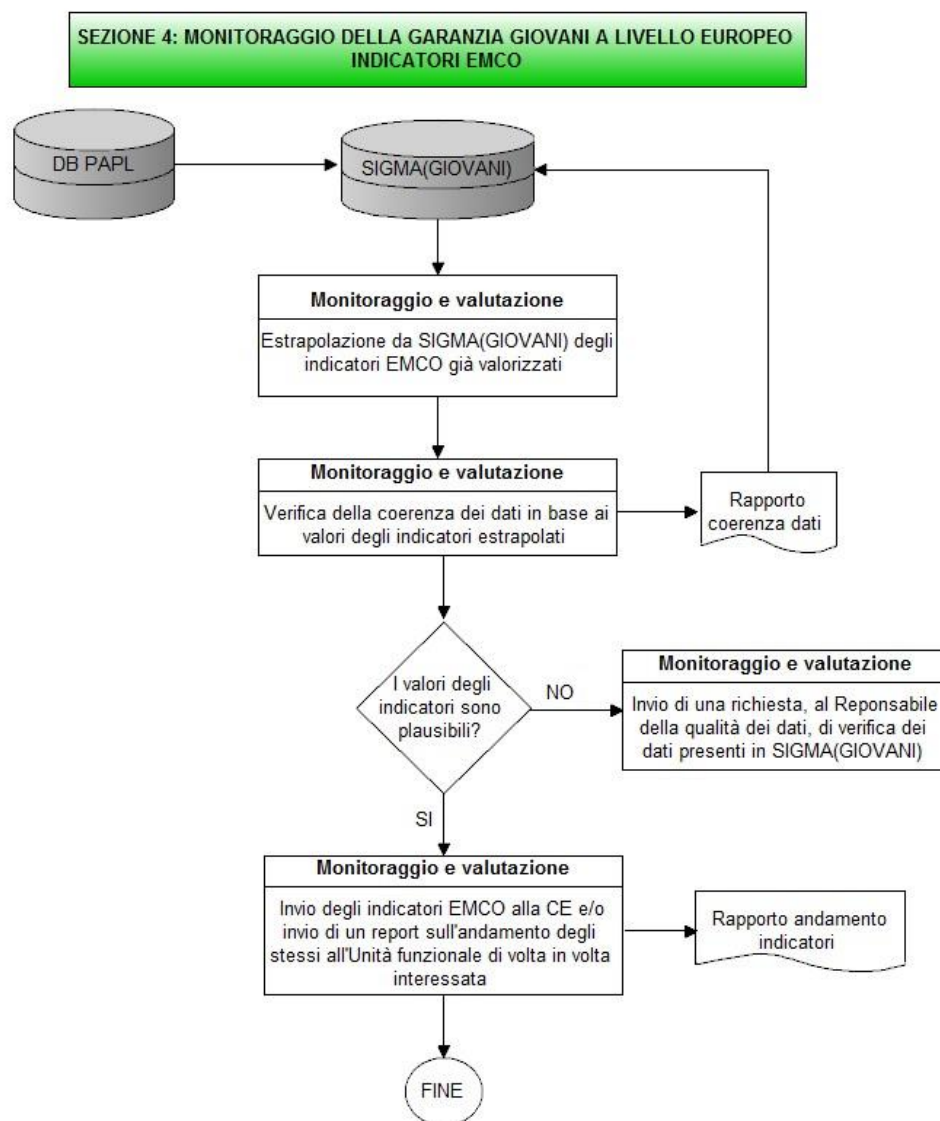 SEZIONE 4: MONITORAGGIO DELLA GARANZIA GIOVANI A LIVELLO EUROPEO
INDICATORI EMCO
DB PAPL
SIGMA(GIOVANI)
Monitoraggio e valutazione
Estrapolazione da SIGMA(GIOVANI) degli
indicatori EMCO già valorizzati
Monitoraggio e valutazione
Verifica della coerenza dei dati in base ai
valori degli indicatori estrapolati
Rapporto
coerenza dati
I valori degli
indicatori sono
plausibili?
NO
Monitoraggio e valutazione
Invio di una richiesta, al Reponsabile
della qualità dei dati, di verifica dei
dati presenti in SIGMA(GIOVANI)
SI
Monitoraggio e valutazione
Invio degli indicatori EMCO alla CE e/o
invio di un report sull'andamento degli
stessi all'Unità funzionale di volta in volta
interessata
Rapporto andamento
indicatori
FINE